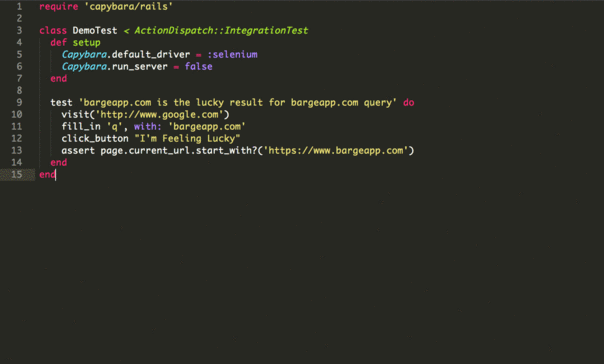 1 require 'capybara/rails'
2
3 class DemoTest < ActionDispatch::IntegrationTest
4 def setup
5 Capybara.default_driver = :selenium
6 Capybara.run_server = false
7 end
8
9 test 'bargeapp.com is the lucky result for bargeapp.com query' do
10 visit('http://www.google.com')
11 fill_in 'q', with: 'bargeapp.com'
12 click_button "I'm Feeling Lucky"
13 assert page.current_url.start_with?('https://www.bargeapp.com')
14 end
15 end